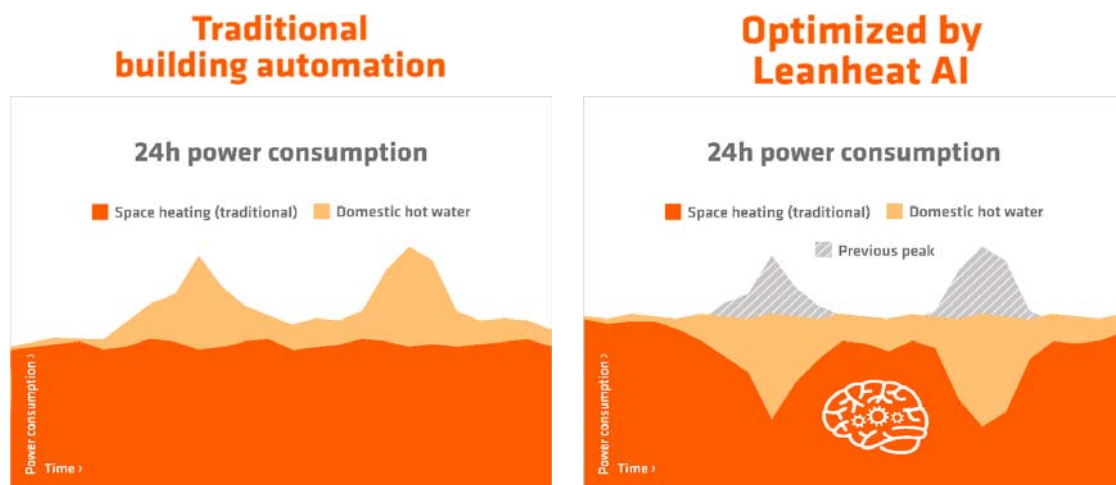 Traditional
building automation
24h power consumption
Space heating (traditional)
Domestic hot water
Power consumption >
Time >
Optimized by
Leanheat AI
24h power consumption
Space heating (traditional)
Domestic hot water
Previous peak
Power consumption >
Time >